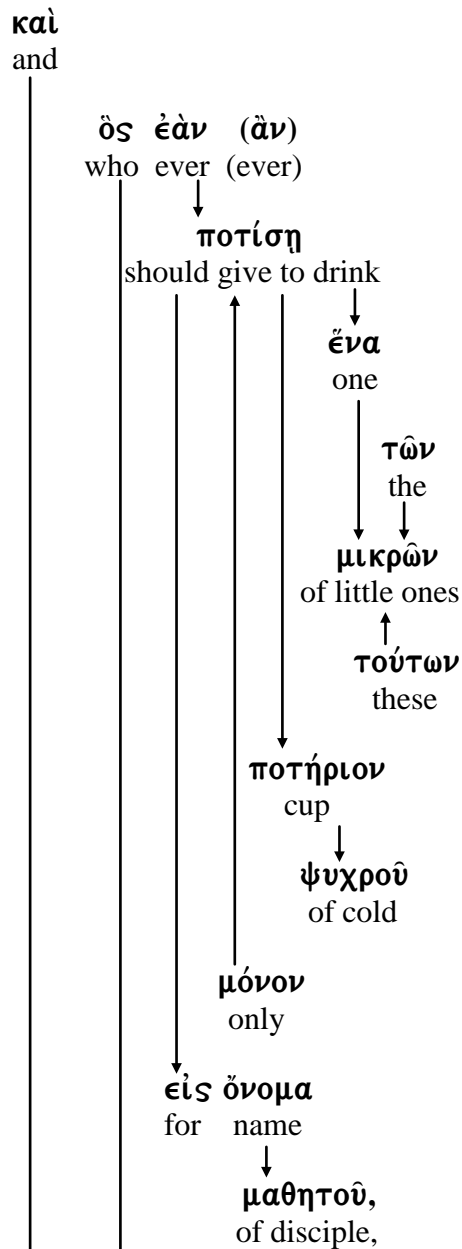 καὶ
and
ὃς ἐὰν (ἂν)
who ever (ever)
ποτίσῃ
should give to drink
ἕνα
one
τῶν
the
μικρῶν
of little ones
τούτων
these
ποτήριον
cup
ψυχροῦ
of cold
μόνον
only
εἰς ὄνομα
for name
μαθητοῦ,
of disciple,